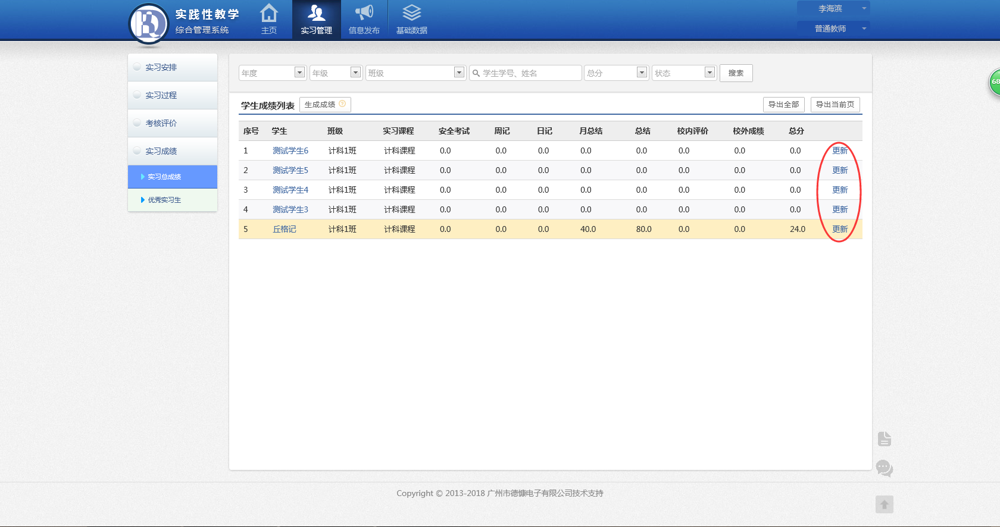 实践性教学
综合管理系统
主页
实习管理
信息发布
基础数据
李海滨
普通教师
实习安排
实习过程
考核评价
实习成绩
实习总成绩
优秀实习生
年度 年级 班级 学生学号、姓名 总分 状态 搜索
68
学生成绩列表 生成成绩 ? 导出全部 导出当前页
序号 学生 班级 实习课程 安全考试 周记 日记 月总结 总结 校内评价 校外成绩 总分
1 测试学生6 计科1班 计科课程 0.0 0.0 0.0 0.0 0.0 0.0 0.0 0.0 更新
2 测试学生5 计科1班 计科课程 0.0 0.0 0.0 0.0 0.0 0.0 0.0 0.0 更新
3 测试学生4 计科1班 计科课程 0.0 0.0 0.0 0.0 0.0 0.0 0.0 0.0 更新
4 测试学生3 计科1班 计科课程 0.0 0.0 0.0 0.0 0.0 0.0 0.0 0.0 更新
5 丘格记 计科1班 计科课程 0.0 0.0 0.0 40.0 80.0 0.0 0.0 24.0 更新
Copyright © 2013-2018 广州市德慷电子有限公司技术支持